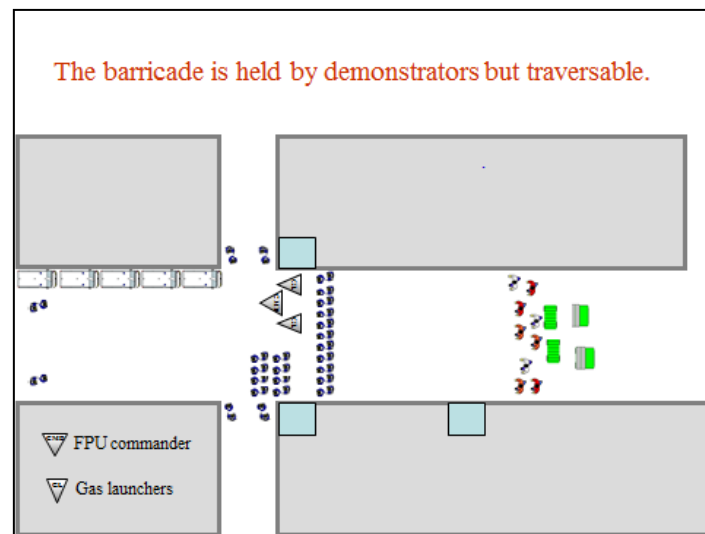 The barricade is held by demonstrators but traversable.
FPU commander
Gas launchers